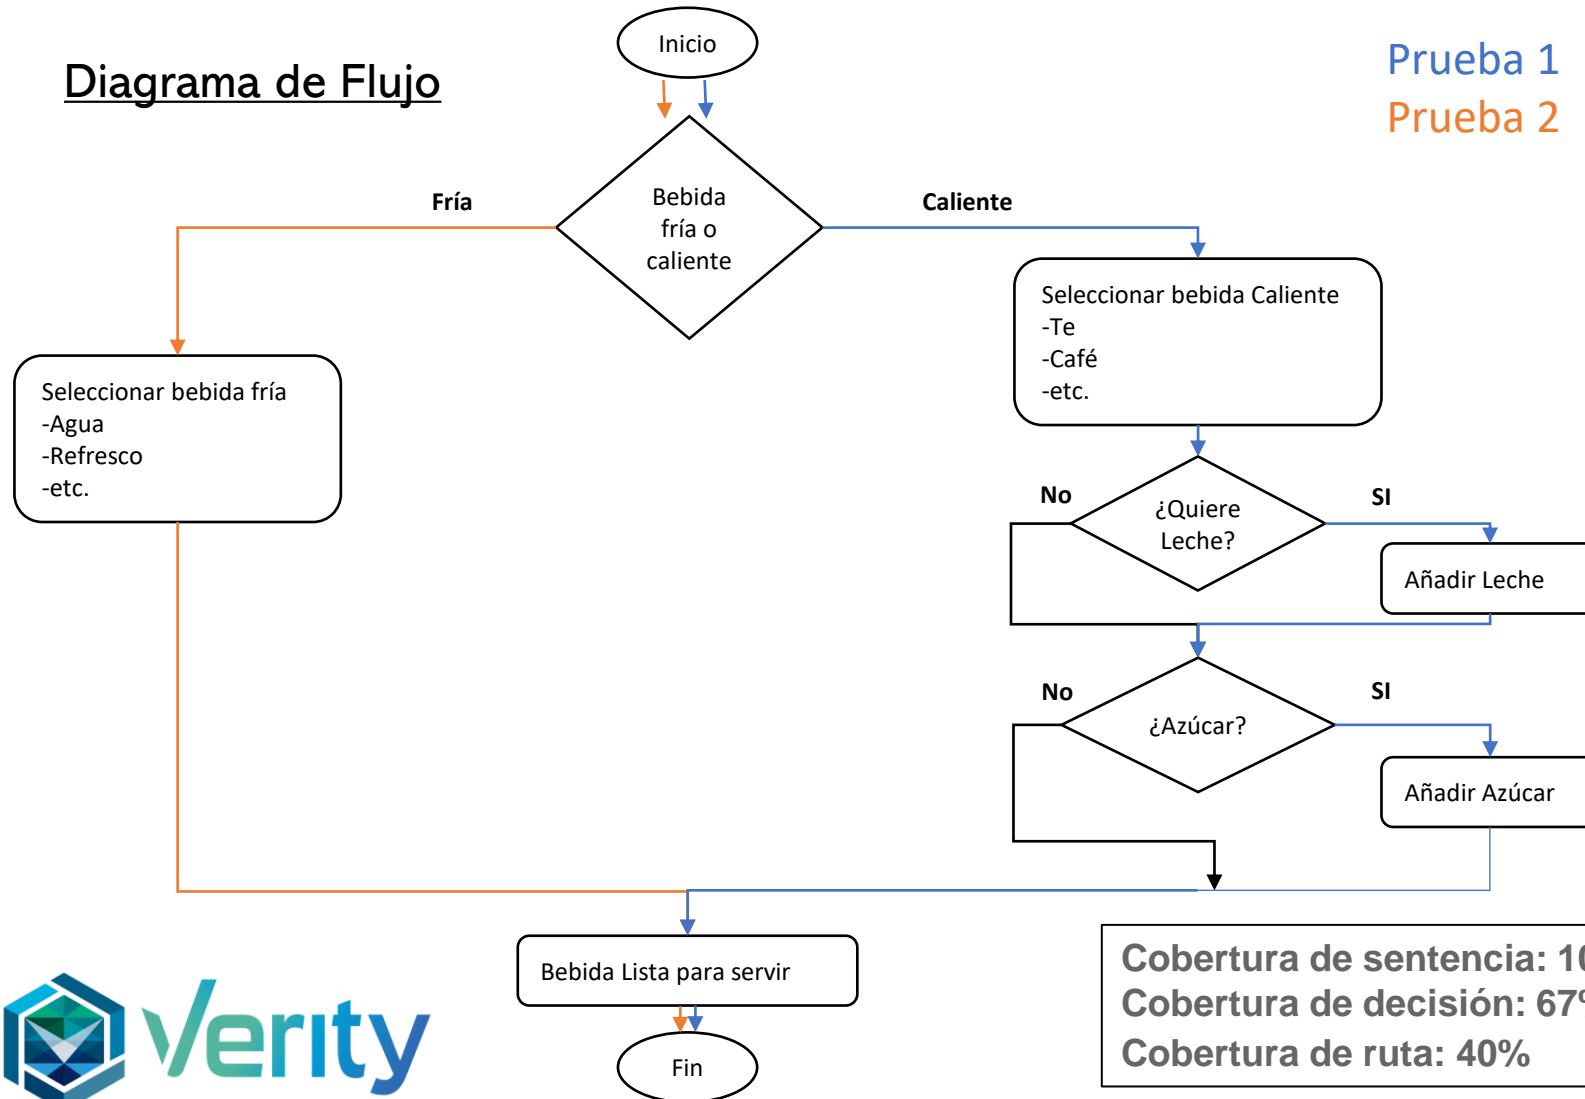 Inicio
Diagrama de Flujo
Prueba 1
Prueba 2
Fría
Bebida
fría o
caliente
Caliente
Seleccionar bebida Caliente
-Te
-Café
-etc.
Seleccionar bebida fría
-Agua
-Refresco
-etc.
No
¿Quiere
Leche?
SI
Añadir Leche
No
¿Azúcar?
SI
Añadir Azúcar
Bebida Lista para servir
Cobertura de sentencia: 10
Cobertura de decisión: 67%
Cobertura de ruta: 40%
Verity
Fin